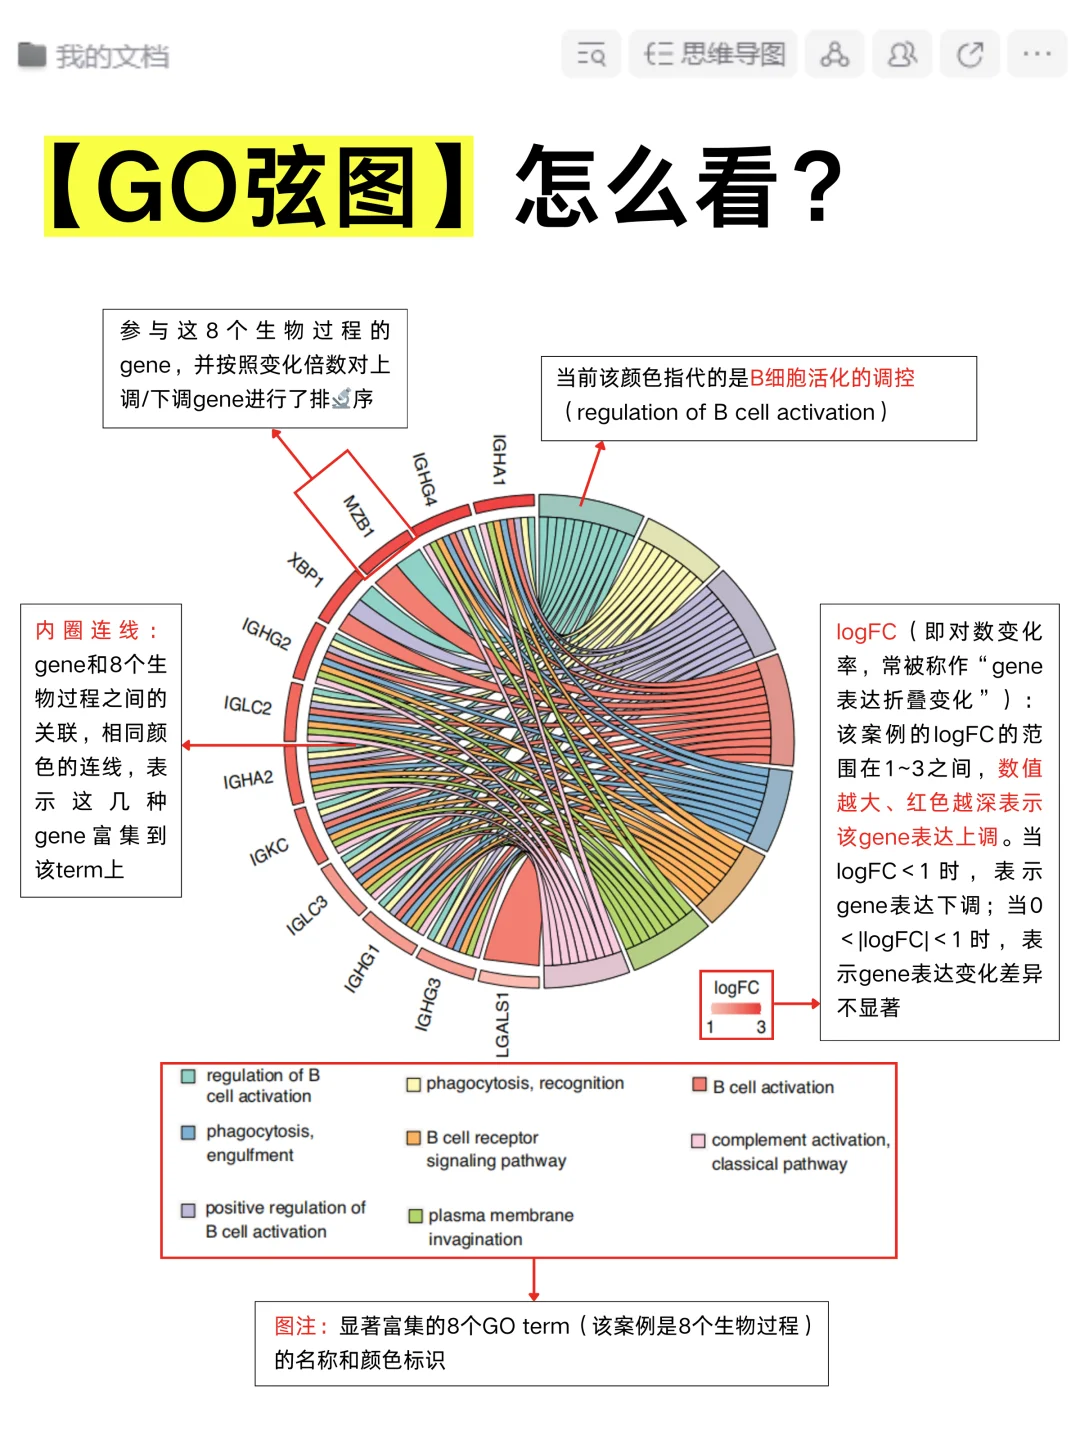 我的文档
思维导图
【GO弦图】怎么看？
参与这8个生物过程的
gene，并按照变化倍数对上
调/下调gene进行了排序
当前该颜色指代的是B细胞活化的调控
（regulation of B cell activation）
IGHA1
IGHG4
MZB1
XBP1
IGHG2
IGLC2
IGHA2
IGKC
IGLC3
IGHG1
IGHG3
LGALS1
内圈连线：
gene和8个生
物过程之间的
关联，相同颜
色的连线，表
示这几种
gene富集到
该term上
logFC（即对数变化
率，常被称作“gene
表达折叠变化”）：
该案例的logFC的范
围在1~3之间，数值
越大、红色越深表示
该gene表达上调。当
logFC<1时，表示
gene表达下调；当0
<|logFC|<1时，表
示gene表达变化差异
不显著
logFC
1 3
regulation of B
cell activation
phagocytosis, recognition
B cell activation
phagocytosis,
engulfment
B cell receptor
signaling pathway
complement activation,
classical pathway
positive regulation of
B cell activation
plasma membrane
invagination
图注：显著富集的8个GO term（该案例是8个生物过程）
的名称和颜色标识